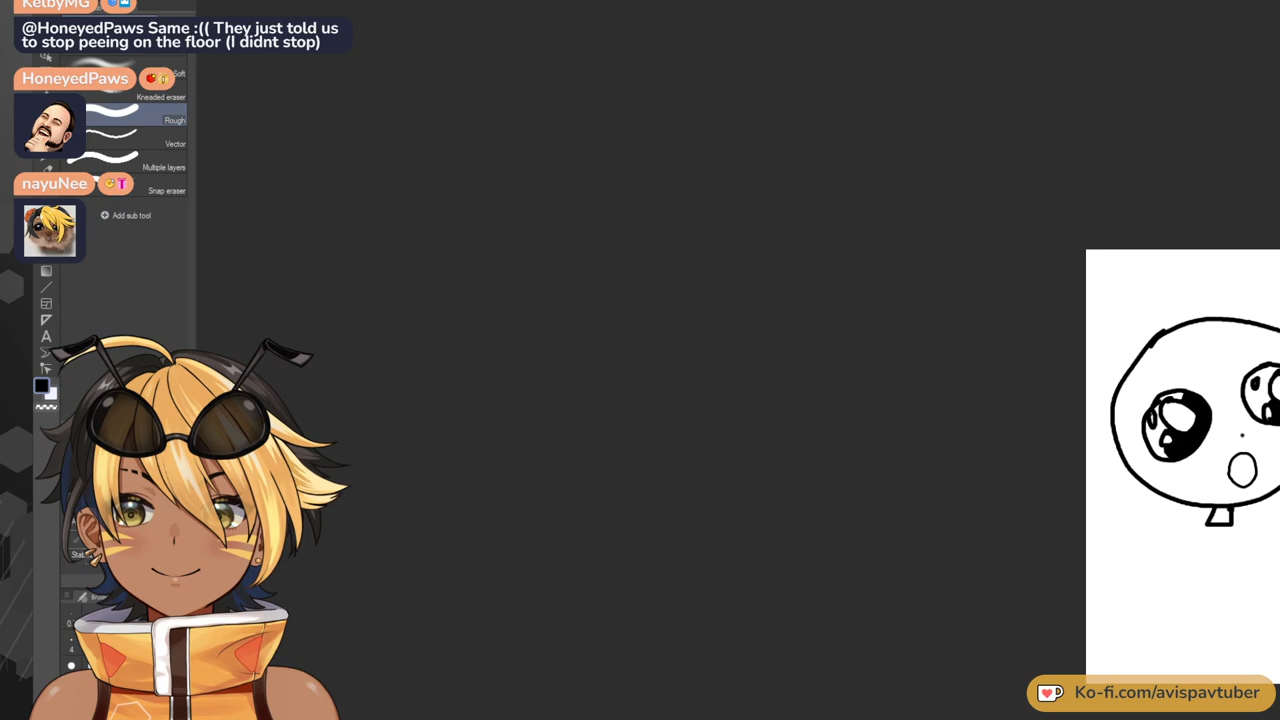 KelbyMG
@HoneyedPaws Same :(( They just told us
to stop peeing on the floor (I didnt stop)
HoneyedPaws
Soft
Kneaded eraser
Rough
Vector
Multiple layers
nayuNee
Snap eraser
Add sub tool
A
4
Ko-fi.com/avispavtuber